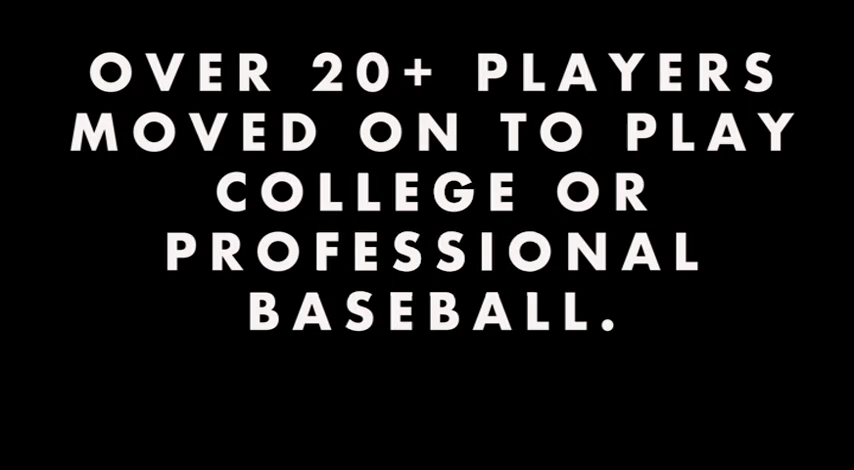 OVER 20+ PLAYERS
MOVED ON TO PLAY
COLLEGE OR
PROFESSIONAL
BASEBALL.